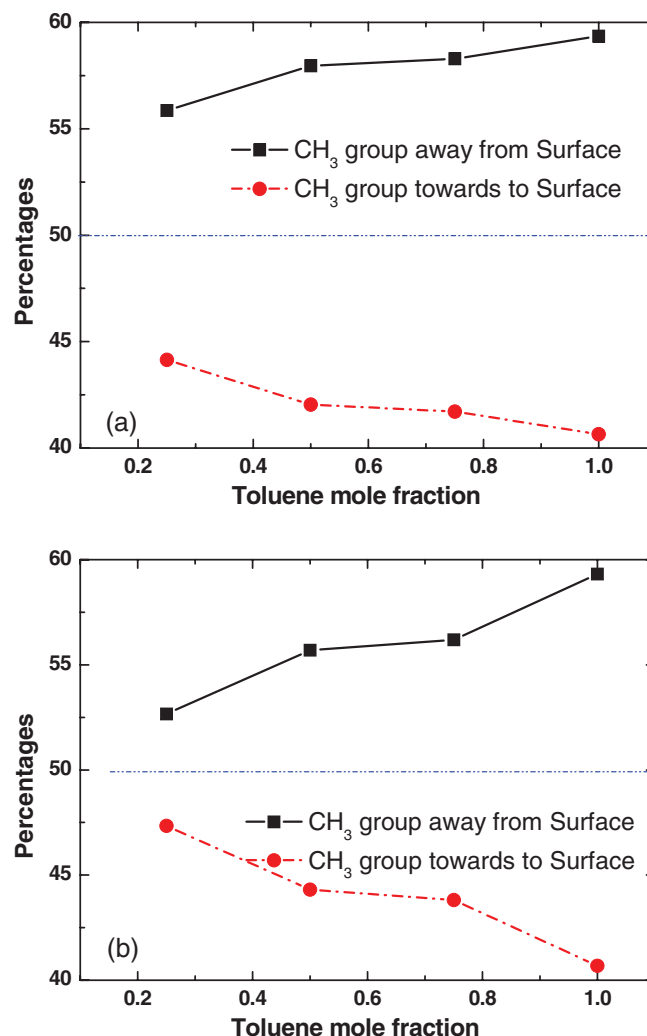 60
55
50
45
40
Percentages
CH₃ group away from Surface
CH₃ group towards to Surface
(a)
0.2 0.4 0.6 0.8 1.0
Toluene mole fraction
60
55
50
45
40
Percentages
CH₃ group away from Surface
CH₃ group towards to Surface
(b)
0.2 0.4 0.6 0.8 1.0
Toluene mole fraction